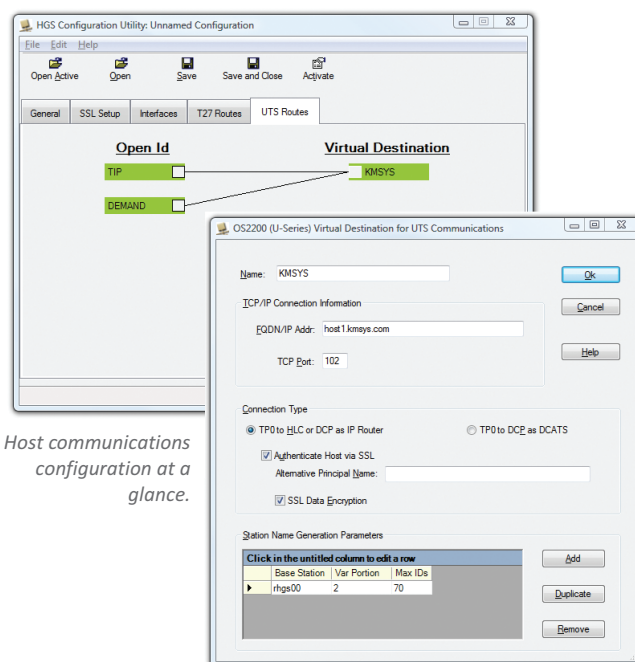 HGS Configuration Utility: Unnamed Configuration
File Edit Help
Open Active Open Save Save and Close Activate
General SSL Setup Interfaces T27 Routes UTS Routes
Open Id Virtual Destination
TIP KMSYS
DEMAND
OS2200 (U-Series) Virtual Destination for UTS Communications
Name: KMSYS Ok
TCP/IP Connection Information Cancel
FQDN/IP Addr: host1.kmsys.com
TCP Port: 102 Help
Connection Type
TP0 to HLC or DCP as IP Router TP0 to DCP as DCATS
Authenticate Host via SSL
Alternative Principal Name:
SSL Data Encryption
Station Name Generation Parameters
Click in the untitled column to edit a row Add
Base Station Var Portion Max IDs
rhgs00 2 70
Duplicate
Remove
Host communications
configuration at a
glance.